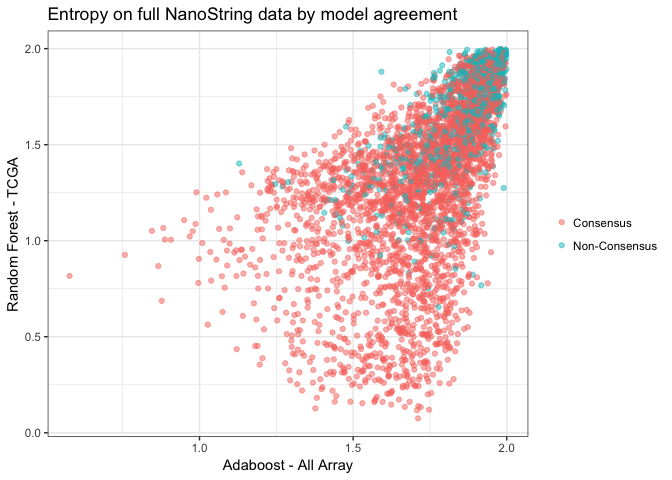 Entropy on full NanoString data by model agreement
2.0
1.5
1.0
0.5
0.0
Random Forest - TCGA
1.0
1.5
2.0
Adaboost - All Array
Consensus
Non-Consensus